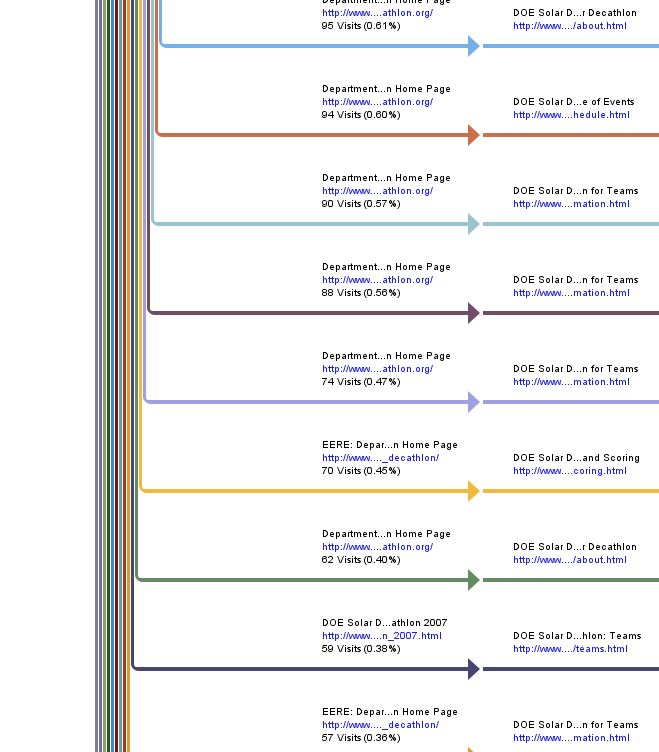 Department...n Home Page
http://www....athlon.org/
95 Visits (0.61%)
DOE Solar D...r Decathlon
http://www..../about.html
Department...n Home Page
http://www....athlon.org/
94 Visits (0.60%)
DOE Solar D...e of Events
http://www....hedule.html
Department...n Home Page
http://www....athlon.org/
90 Visits (0.57%)
DOE Solar D...n for Teams
http://www....mation.html
Department...n Home Page
http://www....athlon.org/
88 Visits (0.56%)
DOE Solar D...n for Teams
http://www....mation.html
Department...n Home Page
http://www....athlon.org/
74 Visits (0.47%)
DOE Solar D...n for Teams
http://www....mation.html
EERE: Depar...n Home Page
http://www...._decathlon/
70 Visits (0.45%)
DOE Solar D...and Scoring
http://www....coring.html
Department...n Home Page
http://www....athlon.org/
62 Visits (0.40%)
DOE Solar D...r Decathlon
http://www..../about.html
DOE Solar D...athlon 2007
http://www....n_2007.html
59 Visits (0.38%)
DOE Solar D...hlon: Teams
http://www..../teams.html
EERE: Depar...n Home Page
http://www...._decathlon/
57 Visits (0.36%)
DOE Solar D...n for Teams
http://www....mation.html